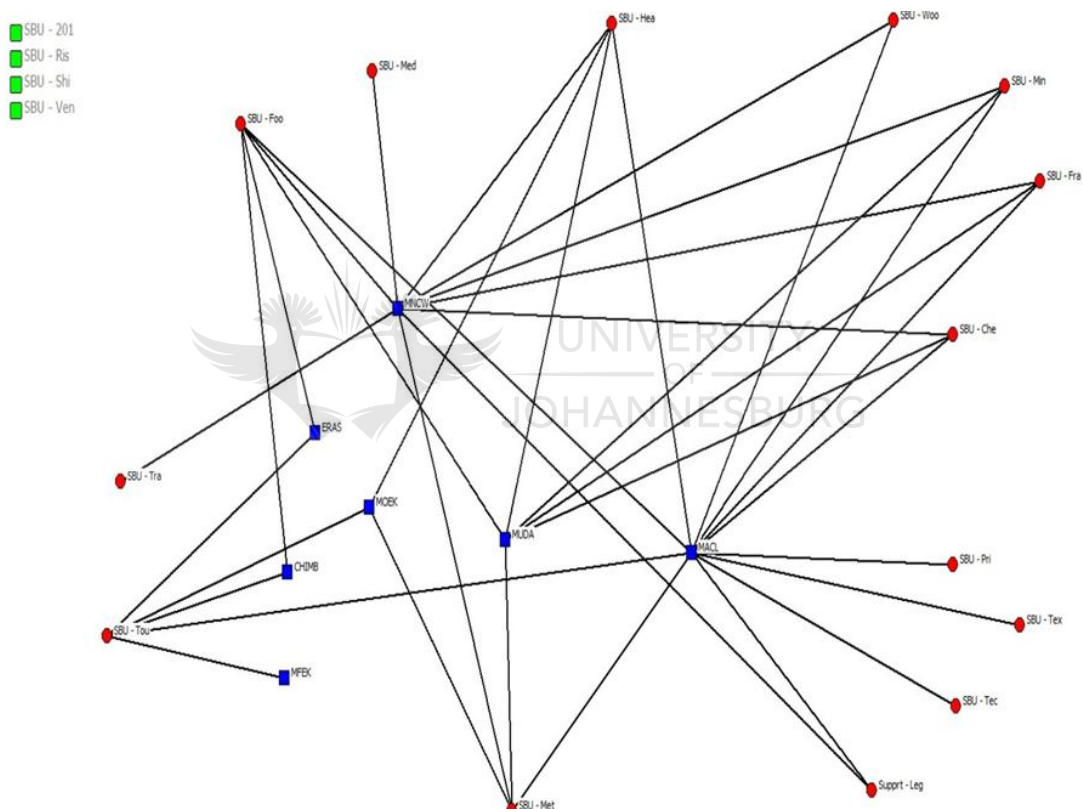 SBU - 201
SBU - Ris
SBU - Shi
SBU - Ven
SBU - Hea
SBU - Woo
SBU - Med
SBU - Min
SBU - Foo
SBU - Fra
MNCW
SBU - Che
UNIVERSITY
OF
JOHANNESBURG
ERAS
SBU - Tra
MOEK
MUDA
MACL
SBU - Pri
CHIMB
SBU - Tou
SBU - Tex
MFEK
SBU - Tec
Supprt - Leg
SBU - Met